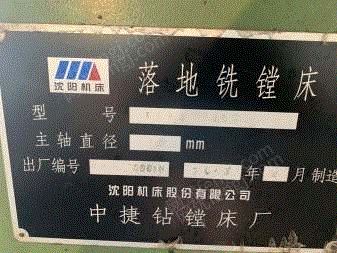 沈阳机床
落地铣镗床
型号
主轴直径 mm
出厂编号 年 月制造
沈阳机床股份有限公司
中捷钻镗床厂